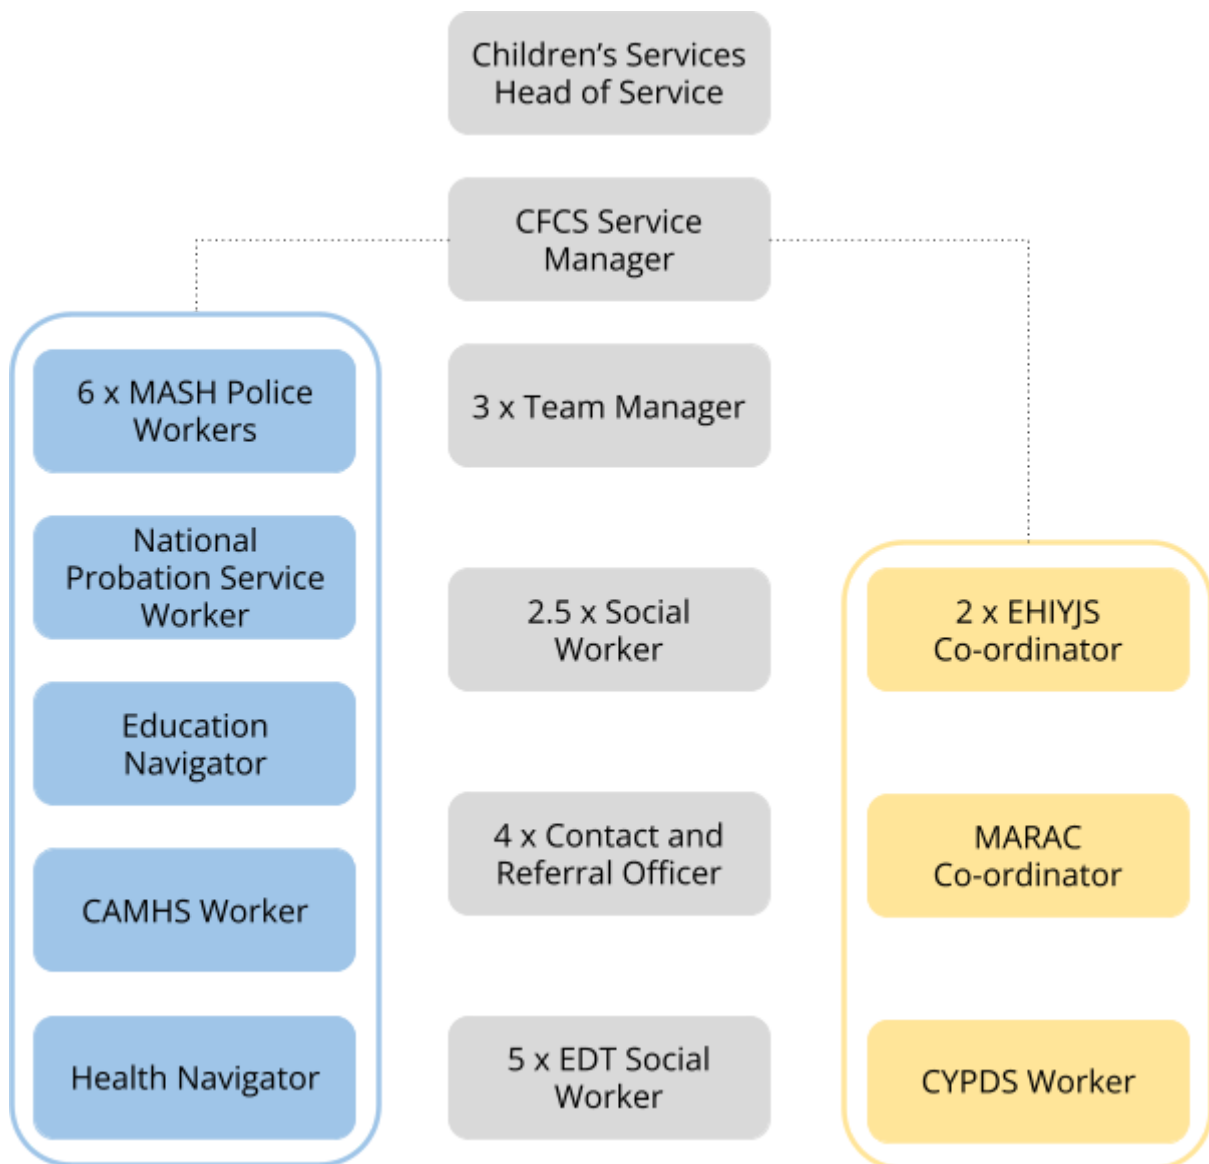 Children's Services
Head of Service
CFCS Service
Manager
6 x MASH Police
Workers
National
Probation Service
Worker
Education
Navigator
CAMHS Worker
Health Navigator
3 x Team Manager
2.5 x Social
Worker
4 x Contact and
Referral Officer
5 x EDT Social
Worker
2 x EHIYJS
Co-ordinator
MARAC
Co-ordinator
CYPDS Worker